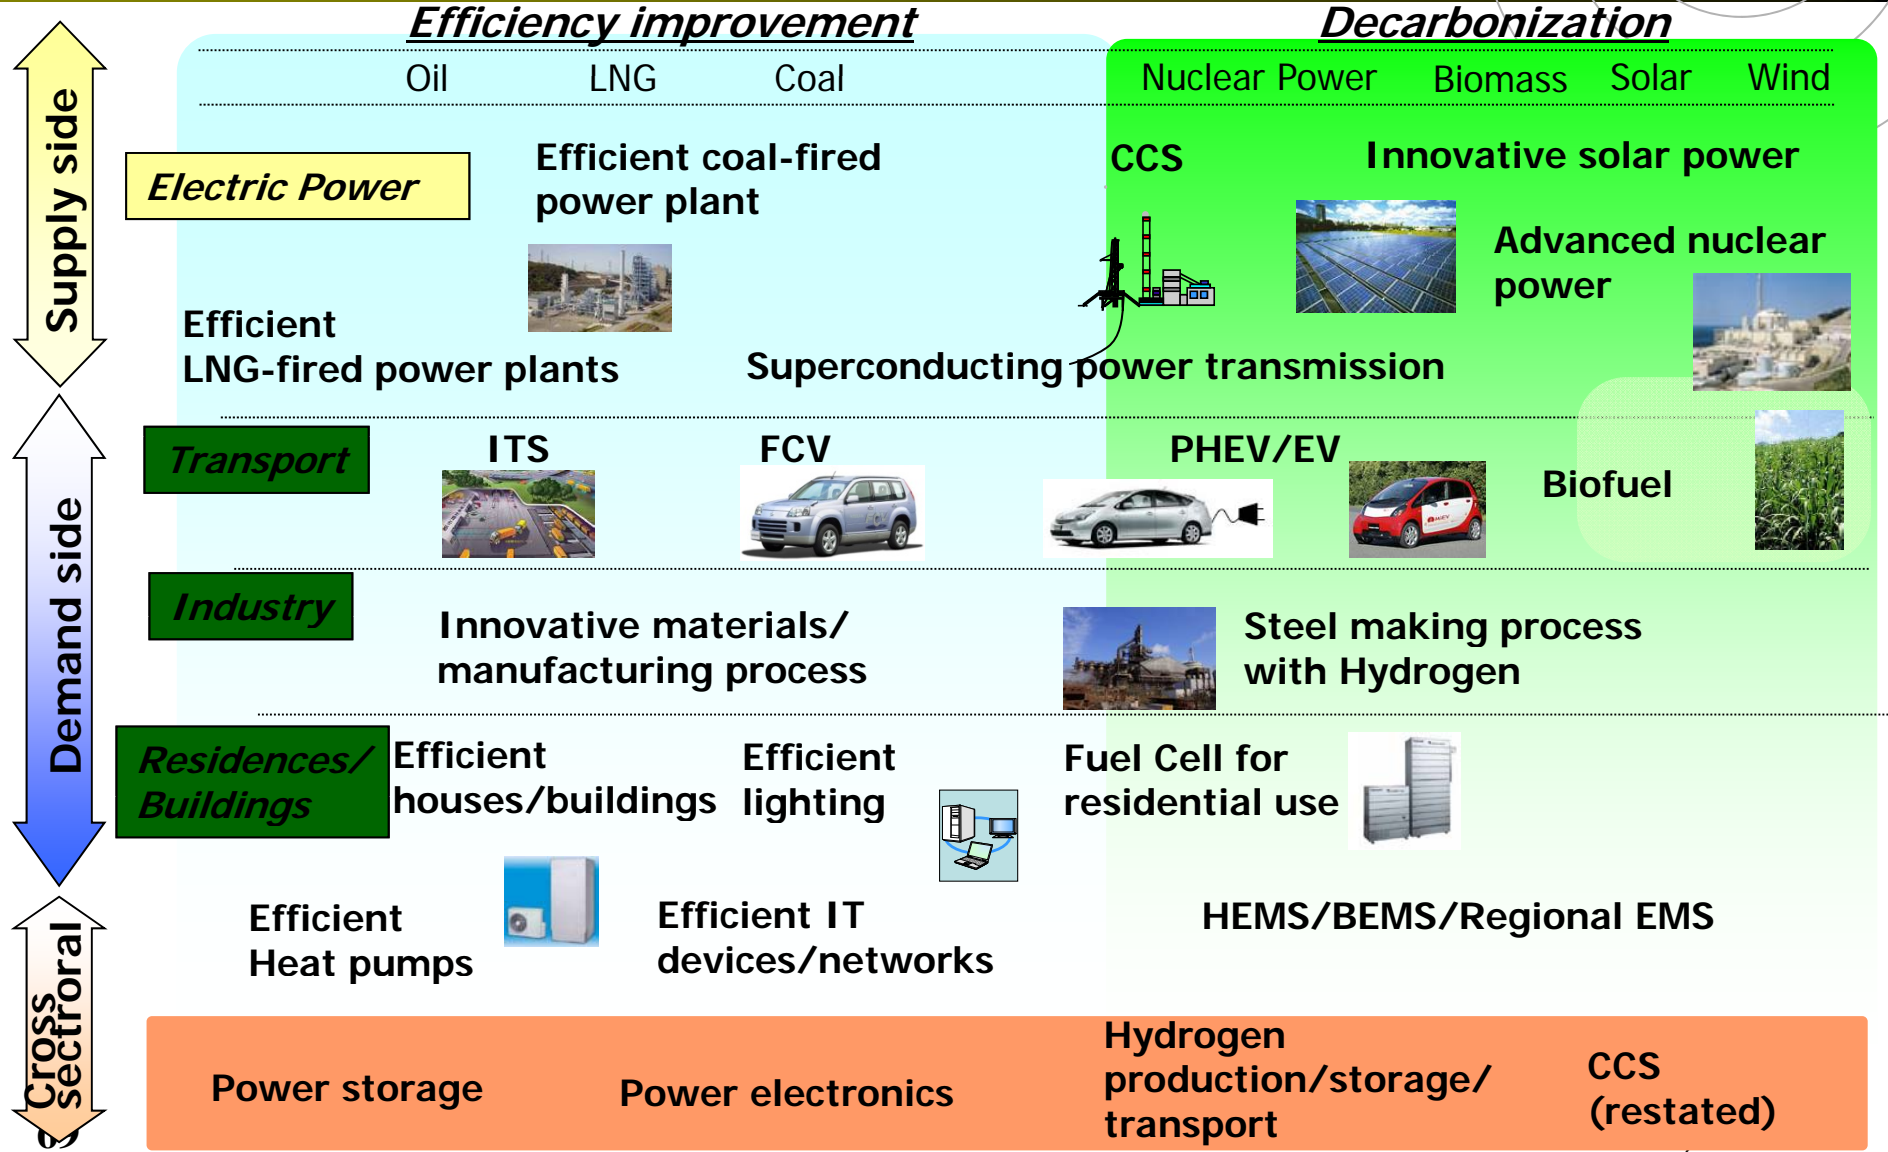 Efficiency improvement
Decarbonization
Oil
LNG
Coal
Nuclear Power
Biomass
Solar
Wind
Supply side
Electric Power
Efficient coal-fired
power plant
CCS
Innovative solar power
Advanced nuclear
power
Efficient
LNG-fired power plants
Superconducting power transmission
Demand side
Transport
ITS
FCV
PHEV/EV
Biofuel
Industry
Innovative materials/
manufacturing process
Steel making process
with Hydrogen
Residences/
Buildings
Efficient
houses/buildings
Efficient
lighting
Fuel Cell for
residential use
Efficient
Heat pumps
Efficient IT
devices/networks
HEMS/BEMS/Regional EMS
Cross
sectroral
Power storage
Power electronics
Hydrogen
production/storage/
transport
CCS
(restated)